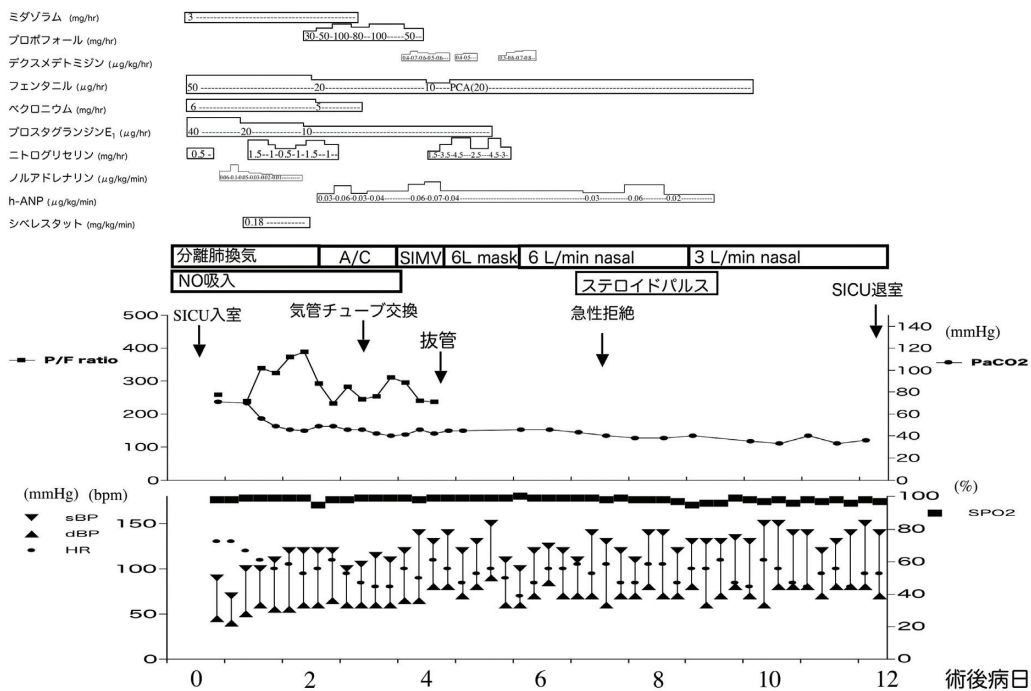 ミダゾラム (mg/hr) 3
プロポフォール (mg/hr) 30-50-100-80--100----50--
デクスメデトミジン (μg/kg/hr)
フェンタニル (μg/hr) 50 20 10 PCA(20)
ベクロニウム (mg/hr) 6 5
プロスタグランジンE1 (μg/hr) 40 20 10
ニトログリセリン (mg/hr) 0.5 - 1.5--1-0.5-1-1.5--1-- 1.5-3.5-4.5---2.5---4.5-3-
ノルアドレナリン (μg/kg/min)
h-ANP (μg/kg/min) 0.03-0.06-0.03-0.04 -0.06-0.07-0.04 0.03 0.06 0.02
シベレスタット (mg/kg/min) 0.18
分離肺換気 A/C SIMV 6L mask 6 L/min nasal 3 L/min nasal
NO吸入 ステロイドパルス
SICU入室 気管チューブ交換 抜管 急性拒絶 SICU退室
P/F ratio
500
400
300
200
100
0
(mmHg)
PaCO2
140
120
100
80
60
40
20
0
(mmHg) (bpm)
sBP
dBP
HR
150
100
50
0
(%)
SPO2
100
80
60
40
20
0
0 2 4 6 8 10 12 術後病日